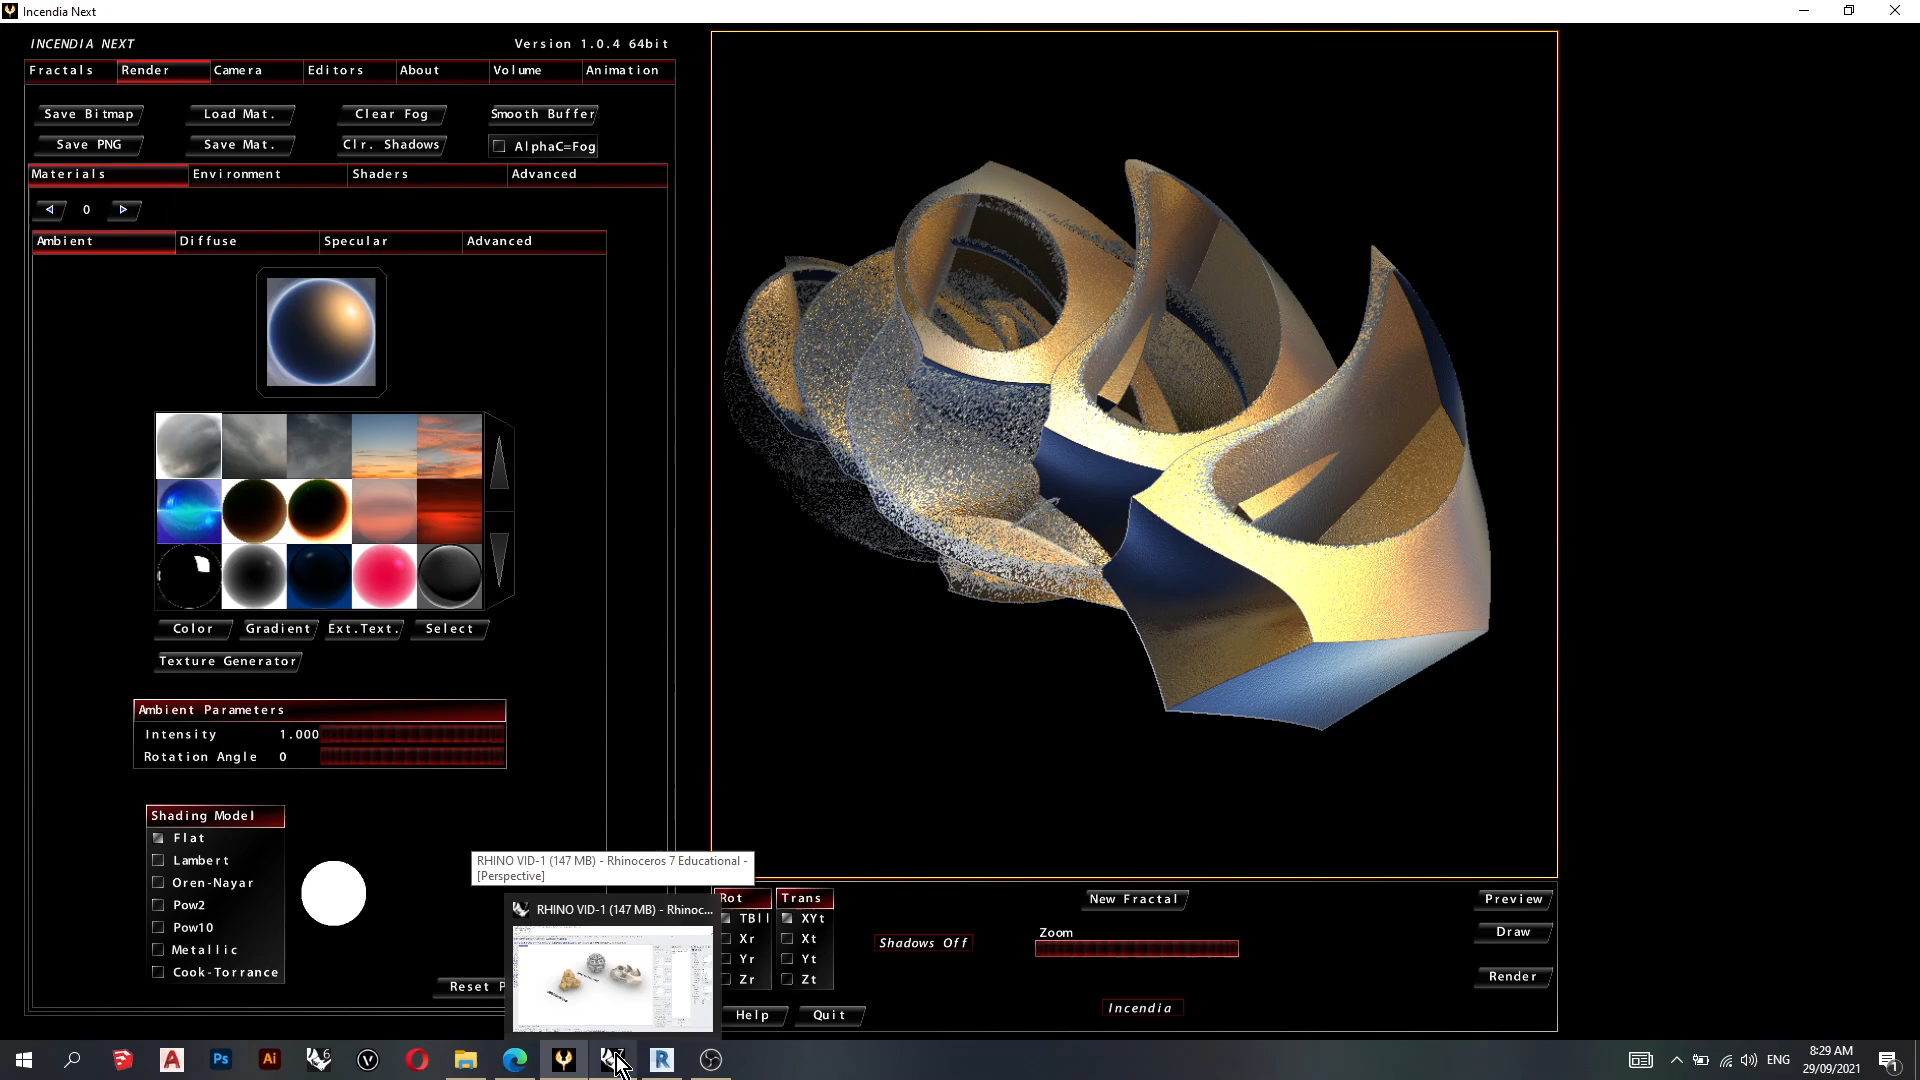 Incendia Next
INCENDIA NEXT
Version 1.0.4 64bit
Fractals
Render
Camera
Editors
About
Volume
Animation
Save Bitmap
Load Mat.
Clear Fog
Smooth Buffer
Save PNG
Save Mat.
Clr. Shadows
AlphaC=Fog
Materials
Environment
Shaders
Advanced
0
Ambient
Diffuse
Specular
Advanced
Color
Gradient
Ext.Text.
Select
Texture Generator
Ambient Parameters
Intensity 1.000
Rotation Angle 0
Shading Model
Flat
Lambert
Oren-Nayar
Pow2
Pow10
Metallic
Cook-Torrance
Reset P
RHINO VID-1 (147 MB) - Rhinoceros 7 Educational -
[Perspective]
RHINO VID-1 (147 MB) - Rhinoc...
Rot
Trans
XYt
Xr
Xt
Yr
Yt
Zr
Zt
Shadows Off
New Fractal
Zoom
Preview
Draw
Render
Help
Quit
Incendia
Ps
Ai
6
R
ENG
8:29 AM
29/09/2021
1